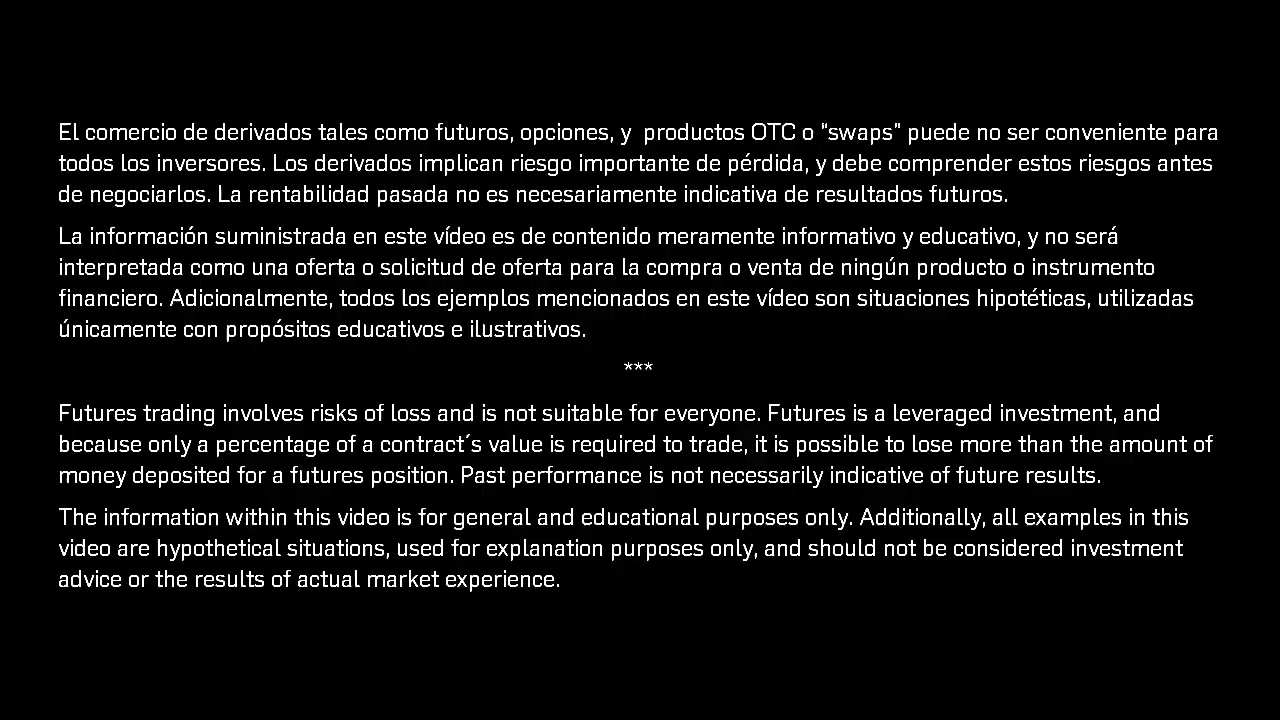 El comercio de derivados tales como futuros, opciones, y  productos OTC o “swaps” puede no ser conveniente para
todos los inversores. Los derivados implican riesgo importante de pérdida, y debe comprender estos riesgos antes
de negociarlos. La rentabilidad pasada no es necesariamente indicativa de resultados futuros.
La información suministrada en este vídeo es de contenido meramente informativo y educativo, y no será
interpretada como una oferta o solicitud de oferta para la compra o venta de ningún producto o instrumento
financiero. Adicionalmente, todos los ejemplos mencionados en este vídeo son situaciones hipotéticas, utilizadas
únicamente con propósitos educativos e ilustrativos.
***
Futures trading involves risks of loss and is not suitable for everyone. Futures is a leveraged investment, and
because only a percentage of a contract´s value is required to trade, it is possible to lose more than the amount of
money deposited for a futures position. Past performance is not necessarily indicative of future results.
The information within this video is for general and educational purposes only. Additionally, all examples in this
video are hypothetical situations, used for explanation purposes only, and should not be considered investment
advice or the results of actual market experience.